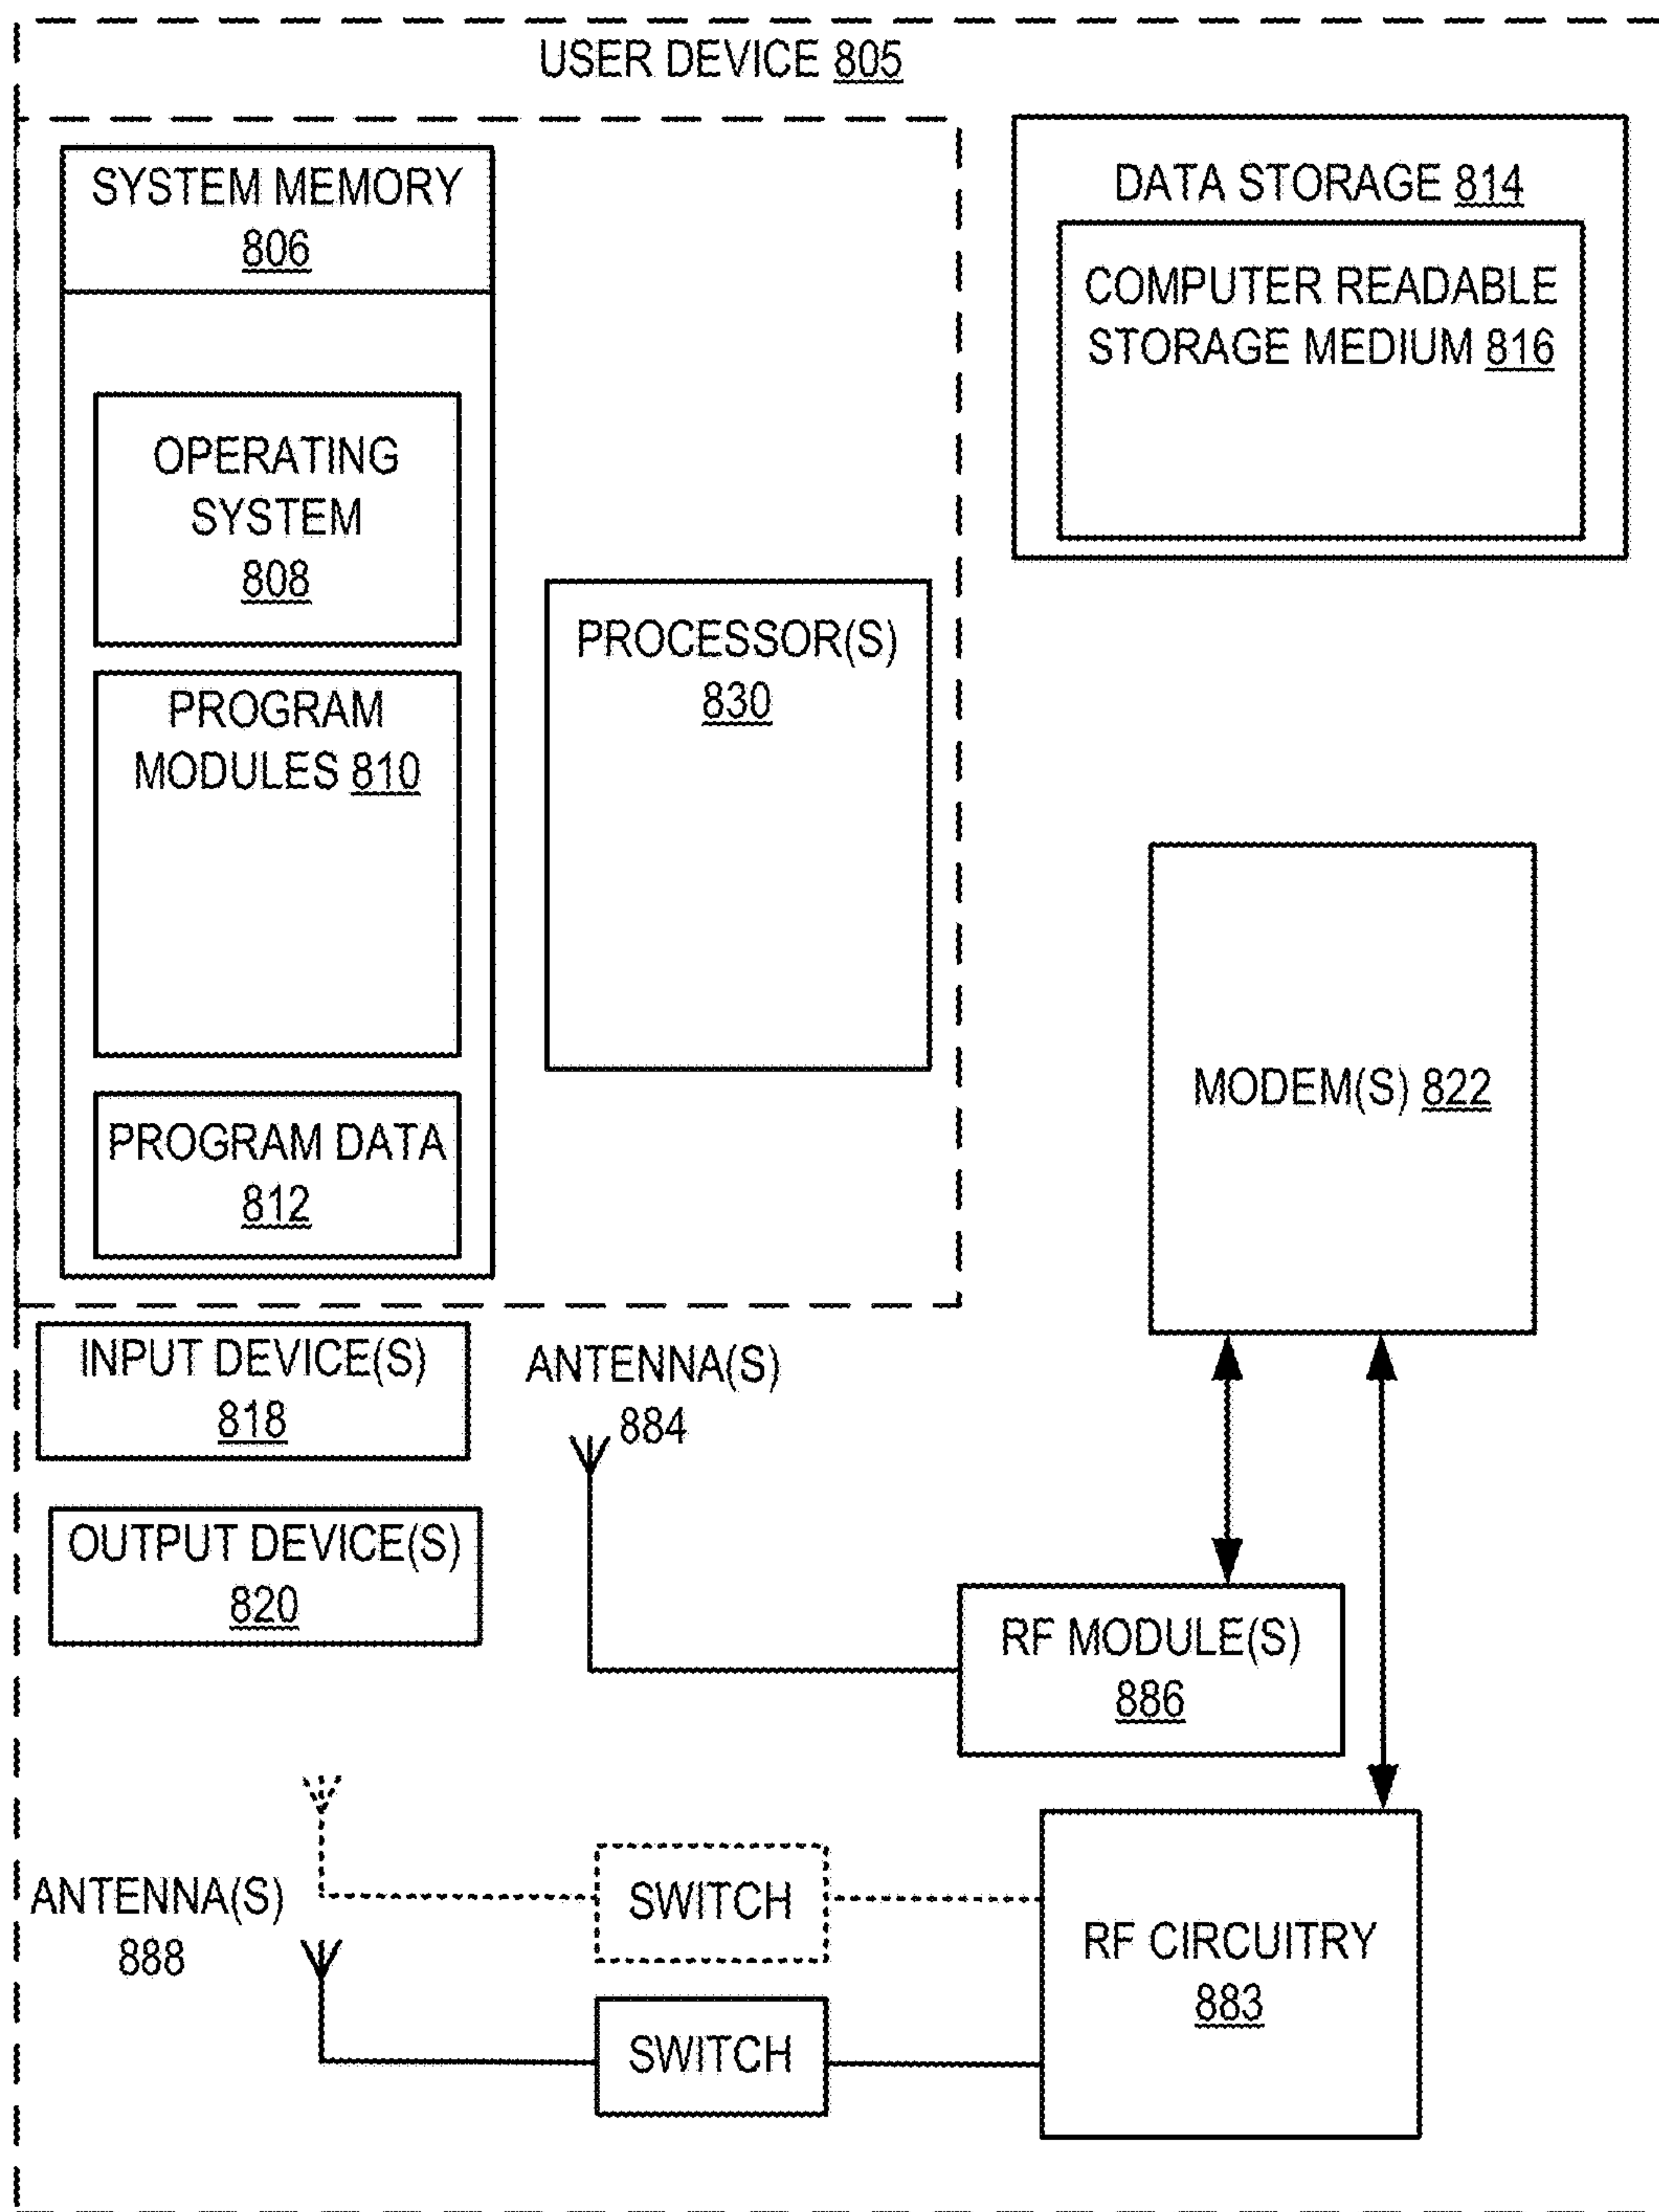 USER DEVICE 805
SYSTEM MEMORY
806
OPERATING
SYSTEM
808
PROGRAM
MODULES 810
PROGRAM DATA
812
PROCESSOR(S)
830
DATA STORAGE 814
COMPUTER READABLE
STORAGE MEDIUM 816
MODEM(S) 822
INPUT DEVICE(S)
818
OUTPUT DEVICE(S)
820
ANTENNA(S)
884
RF MODULE(S)
886
ANTENNA(S)
888
SWITCH
SWITCH
RF CIRCUITRY
883